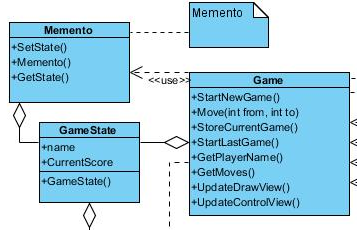 Memento
+SetState()
+Memento()
+GetState()
Memento
<<use>>
Game
+StartNewGame()
+Move(int from, int to)
+StoreCurrentGame()
+StartLastGame()
+GetPlayerName()
+GetMoves()
+UpdateDrawView()
+UpdateControlView()
GameState
+name
+CurrentScore
+GameState()